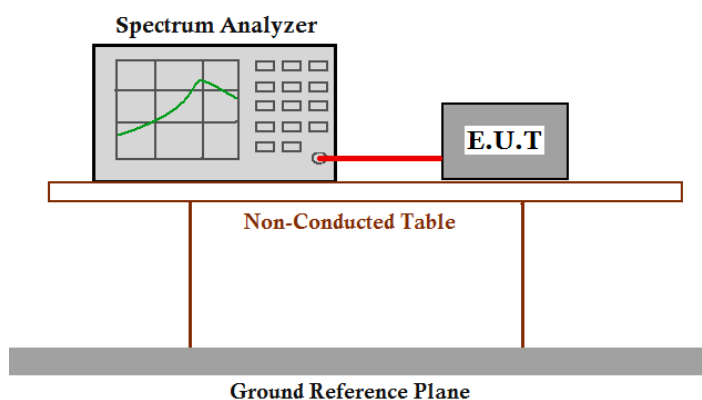 Spectrum Analyzer
E.U.T
Non-Conducted Table
Ground Reference Plane